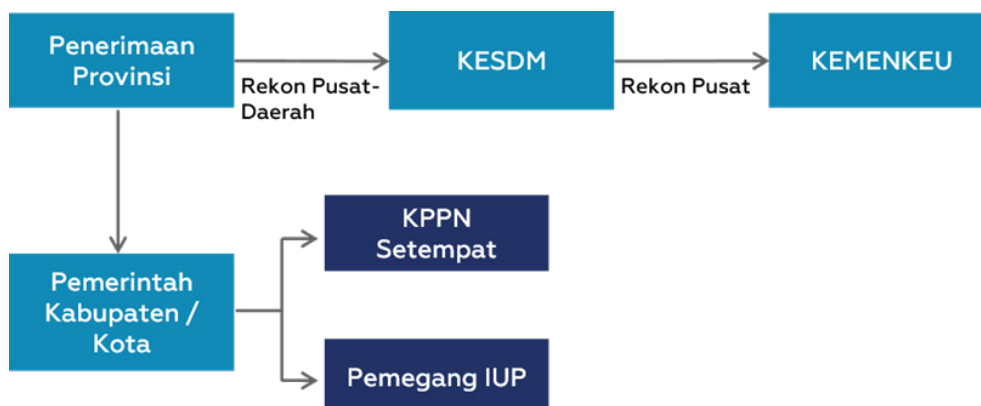 Penerimaan
Provinsi
Rekon Pusat-
Daerah
KESDM
Rekon Pusat
KEMENKEU
KPPN
Setempat
Pemerintah
Kabupaten /
Kota
Pemegang IUP